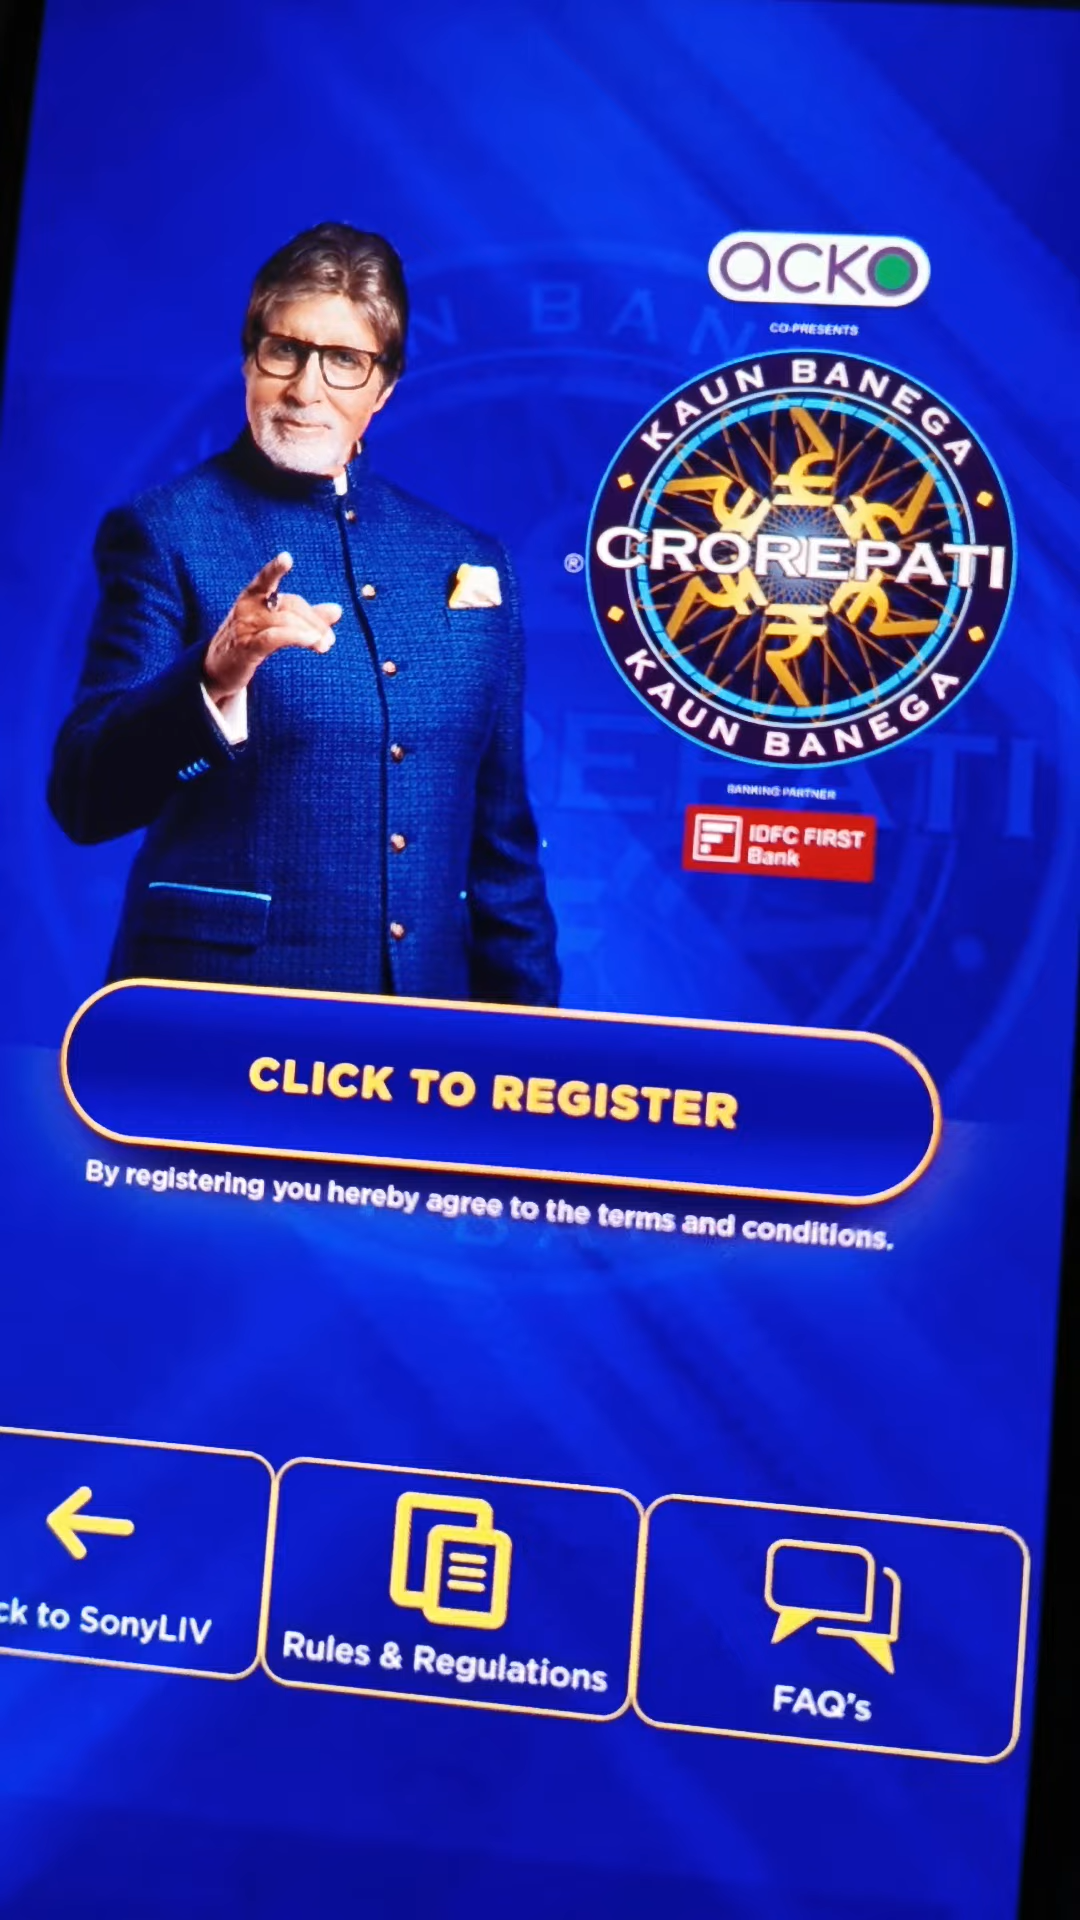 acko
CO-PRESENTS
KAUN BANEGA
CROREPATI
®
KAUN BANEGA
BANKING PARTNER
IDFC FIRST
Bank
CLICK TO REGISTER
By registering you hereby agree to the terms and conditions.
ck to SonyLIV
Rules & Regulations
FAQ's